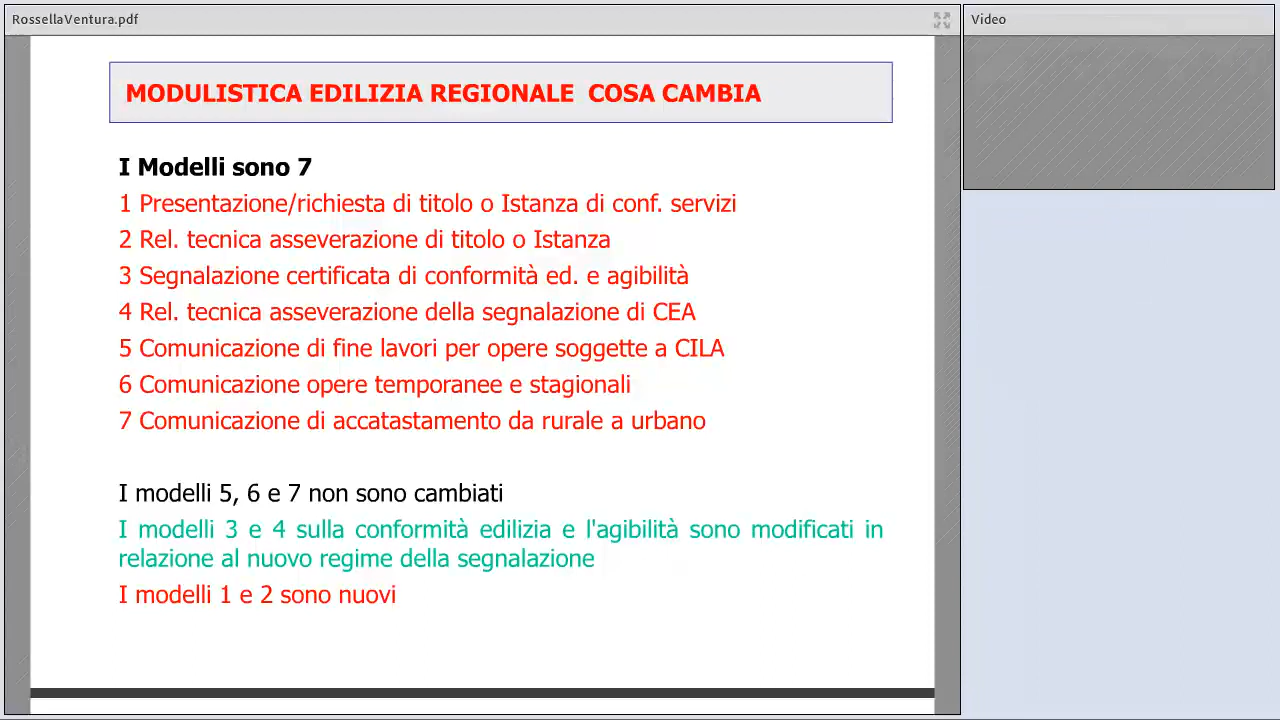 RossellaVentura.pdf
Video
MODULISTICA EDILIZIA REGIONALE COSA CAMBIA
I Modelli sono 7
1 Presentazione/richiesta di titolo o Istanza di conf. servizi
2 Rel. tecnica asseverazione di titolo o Istanza
3 Segnalazione certificata di conformità ed. e agibilità
4 Rel. tecnica asseverazione della segnalazione di CEA
5 Comunicazione di fine lavori per opere soggette a CILA
6 Comunicazione opere temporanee e stagionali
7 Comunicazione di accatastamento da rurale a urbano
I modelli 5, 6 e 7 non sono cambiati
I modelli 3 e 4 sulla conformità edilizia e l'agibilità sono modificati in
relazione al nuovo regime della segnalazione
I modelli 1 e 2 sono nuovi